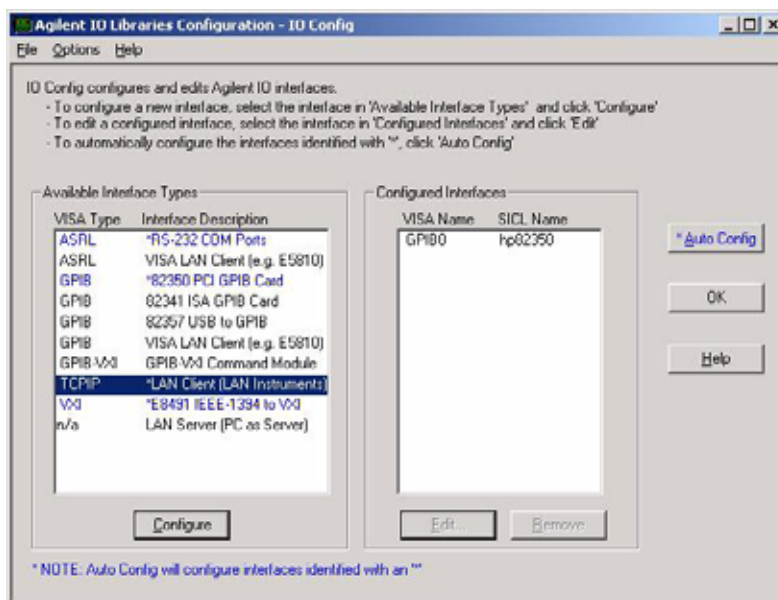 Agilent IO Libraries Configuration - IO Config
File Options Help
IO Config configures and edits Agilent IO interfaces.
- To configure a new interface, select the interface in 'Available Interface Types' and click 'Configure'
- To edit a configured interface, select the interface in 'Configured Interfaces' and click 'Edit'
- To automatically configure the interfaces identified with '*', click 'Auto Config'
Available Interface Types
VISA Type Interface Description
ASRL *RS-232 COM Ports
ASRL VISA LAN Client (e.g. E5810)
GPIB *82350 PCI GPIB Card
GPIB 82341 ISA GPIB Card
GPIB 82357 USB to GPIB
GPIB VISA LAN Client (e.g. E5810)
GPIB-VXI GPIB-VXI Command Module
TCPIP *LAN Client (LAN Instruments)
VXI *E8491 IEEE-1394 to VXI
n/a LAN Server (PC as Server)
Configure
Configured Interfaces
VISA Name SICL Name
GPIB0 hp82350
Edit... Remove
* Auto Config
OK
Help
* NOTE: Auto Config will configure interfaces identified with an '*'